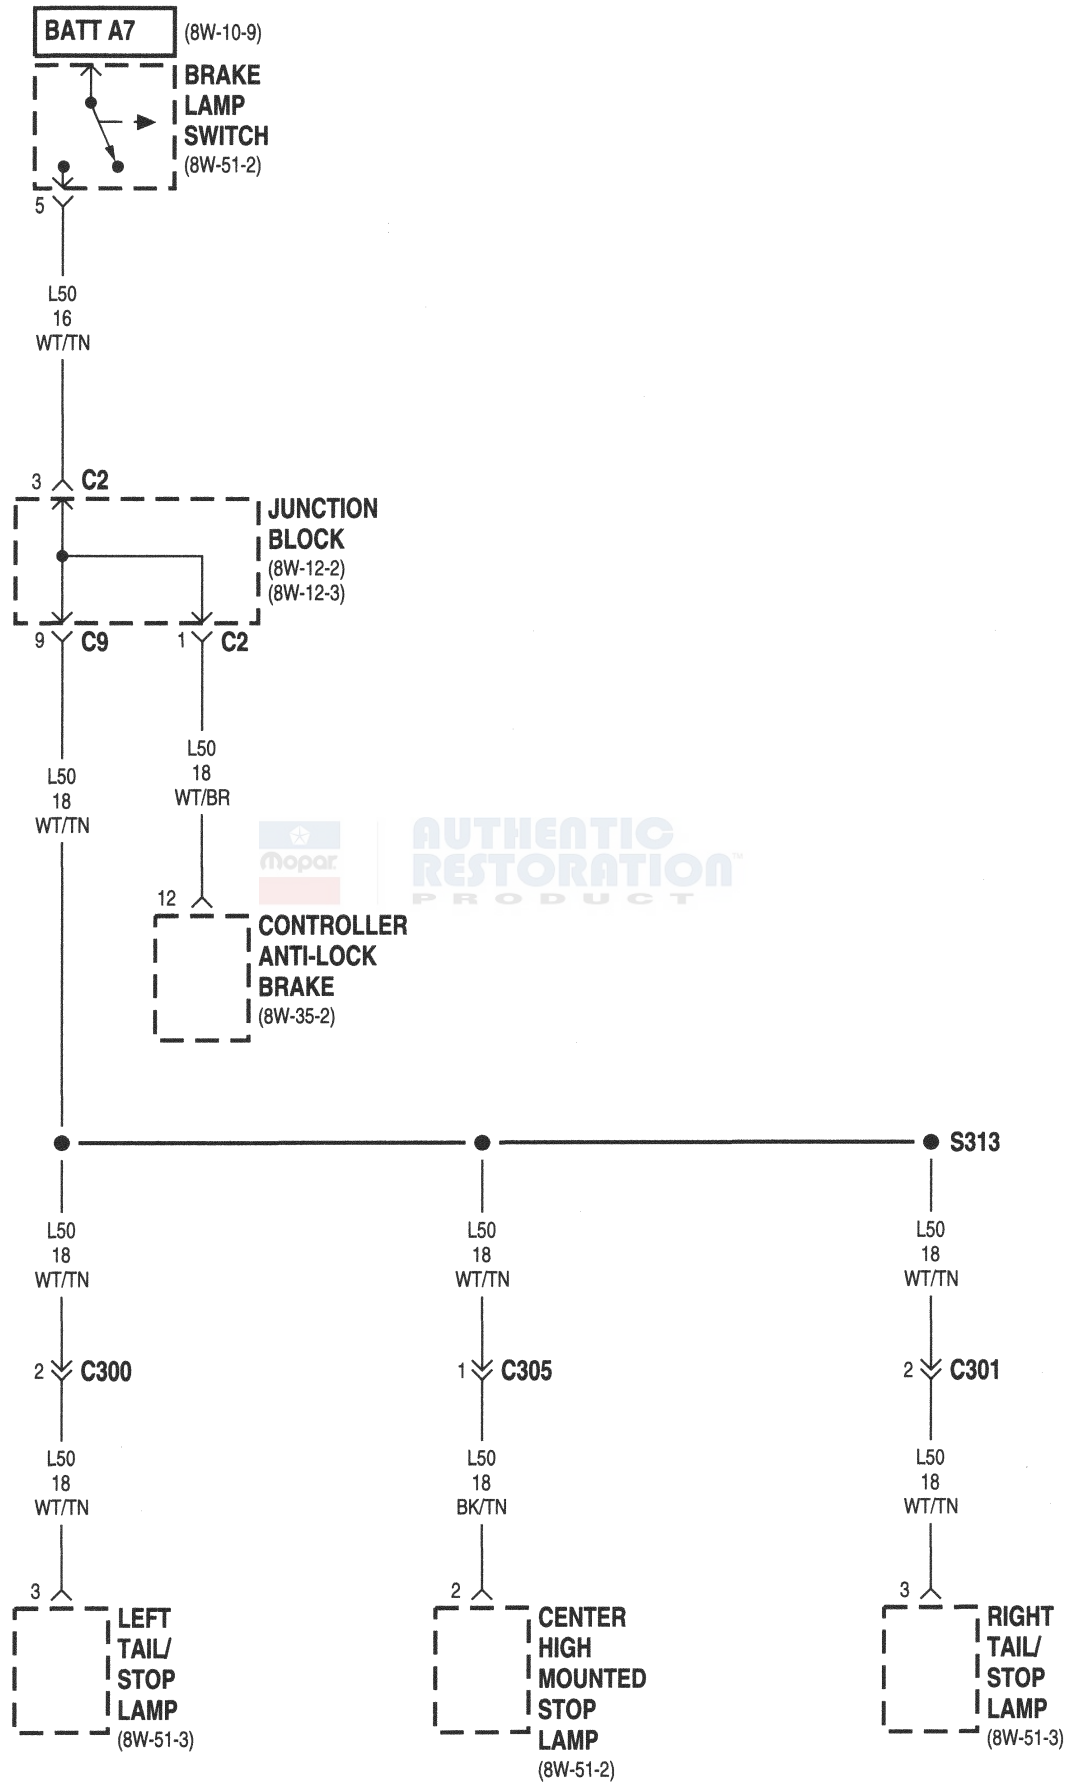 BATT A7 (8W-10-9)
BRAKE
LAMP
SWITCH
(8W-51-2)
5
L50
16
WT/TN
3 C2
JUNCTION
BLOCK
(8W-12-2)
(8W-12-3)
9 C9
1 C2
L50
18
WT/TN
L50
18
WT/BR
mopar
AUTHENTIC
RESTORATION™
PRODUCT
12
CONTROLLER
ANTI-LOCK
BRAKE
(8W-35-2)
S313
L50
18
WT/TN
L50
18
WT/TN
L50
18
WT/TN
2 C300
1 C305
2 C301
L50
18
WT/TN
L50
18
BK/TN
L50
18
WT/TN
3
LEFT
TAIL/
STOP
LAMP
(8W-51-3)
2
CENTER
HIGH
MOUNTED
STOP
LAMP
(8W-51-2)
3
RIGHT
TAIL/
STOP
LAMP
(8W-51-3)